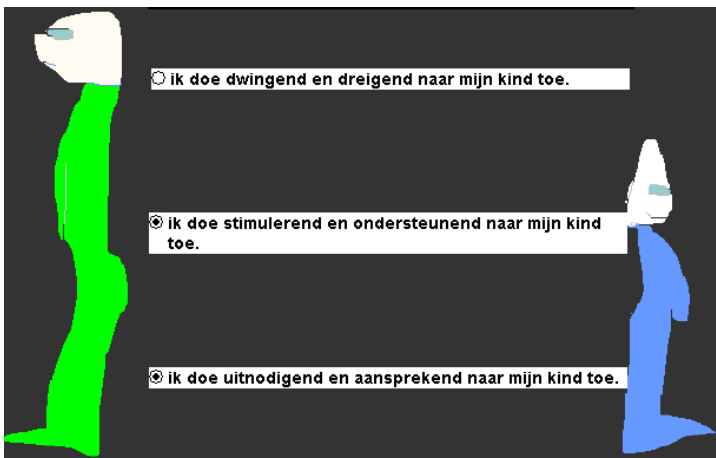 ik doe dwingend en dreigend naar mijn kind toe.
ik doe stimulerend en ondersteunend naar mijn kind
toe.
ik doe uitnodigend en aansprekend naar mijn kind toe.